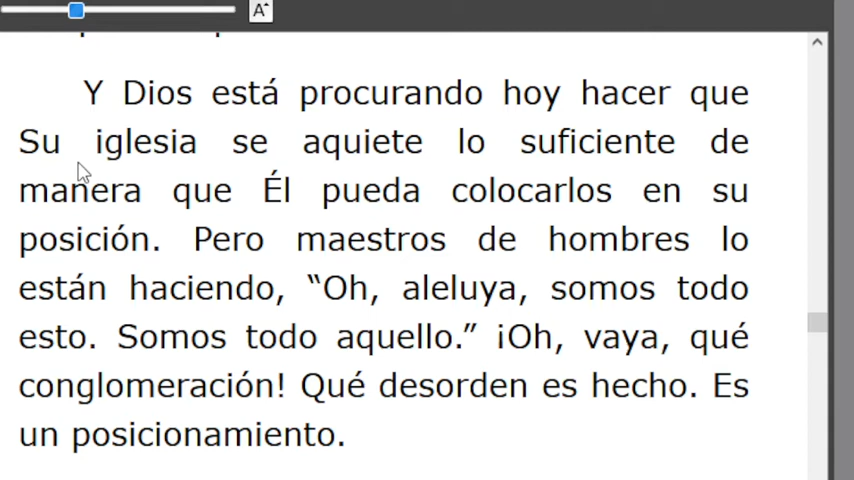 A
Y Dios está procurando hoy hacer que
Su iglesia se aquiete lo suficiente de
manera que Él pueda colocarlos en su
posición. Pero maestros de hombres lo
están haciendo, “Oh, aleluya, somos todo
esto. Somos todo aquello.” ¡Oh, vaya, qué
conglomeración! Qué desorden es hecho. Es
un posicionamiento.